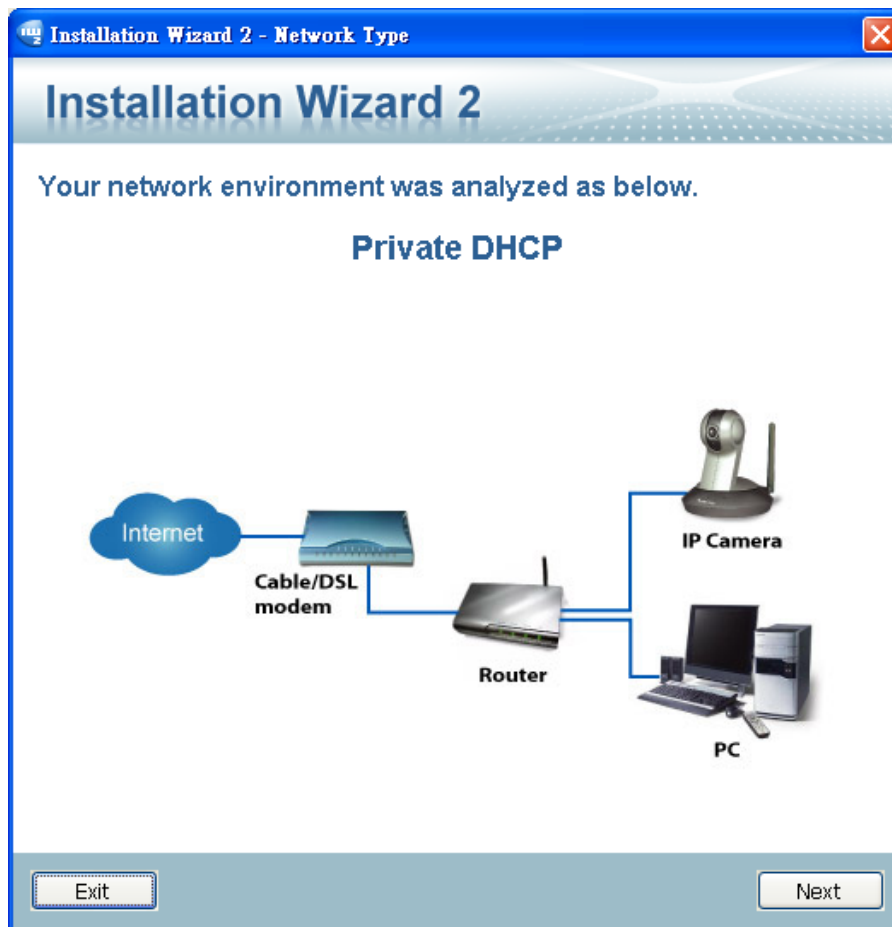 Installation Wizard 2 - Network Type
Installation Wizard 2
Your network environment was analyzed as below.
Private DHCP
Internet
Cable/DSL
modem
Router
IP Camera
PC
Exit
Next